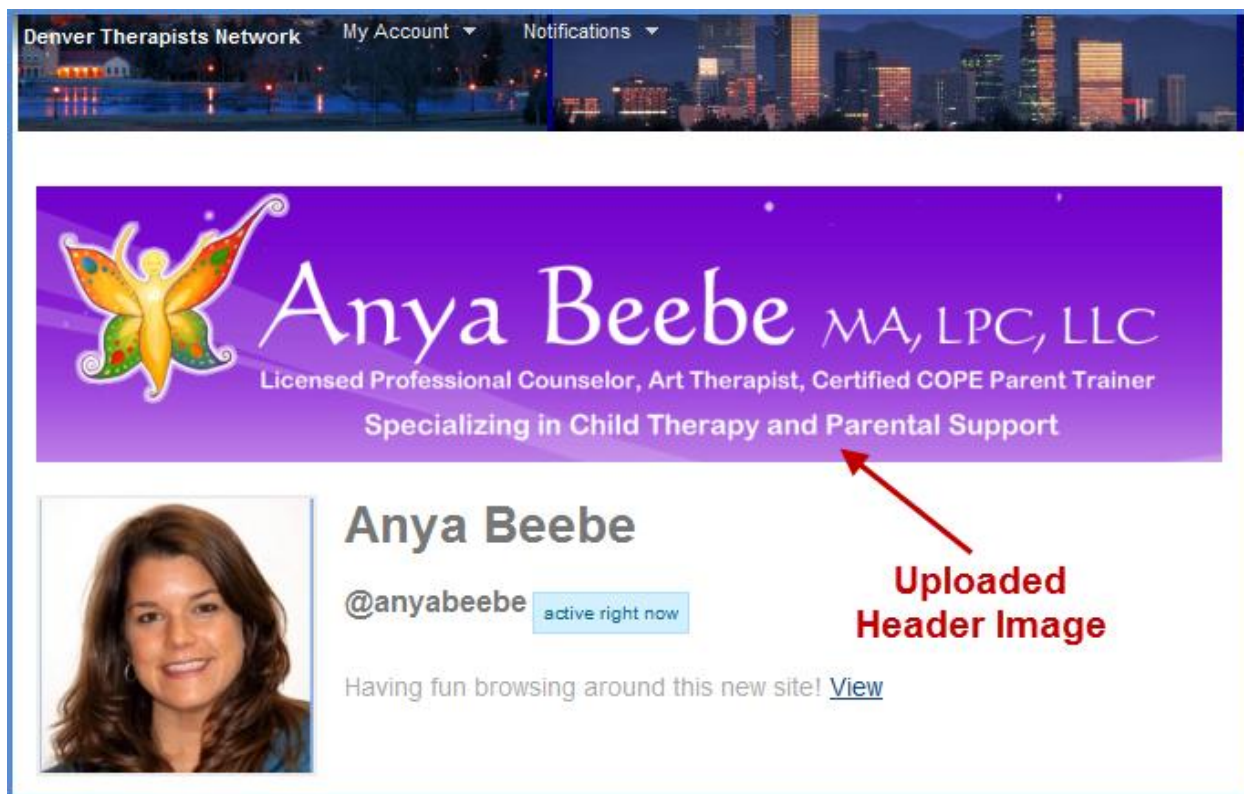 Denver Therapists Network My Account Notifications
Anya Beebe MA, LPC, LLC
Licensed Professional Counselor, Art Therapist, Certified COPE Parent Trainer
Specializing in Child Therapy and Parental Support
Anya Beebe
@anyabeebe active right now
Having fun browsing around this new site! View
Uploaded
Header Image